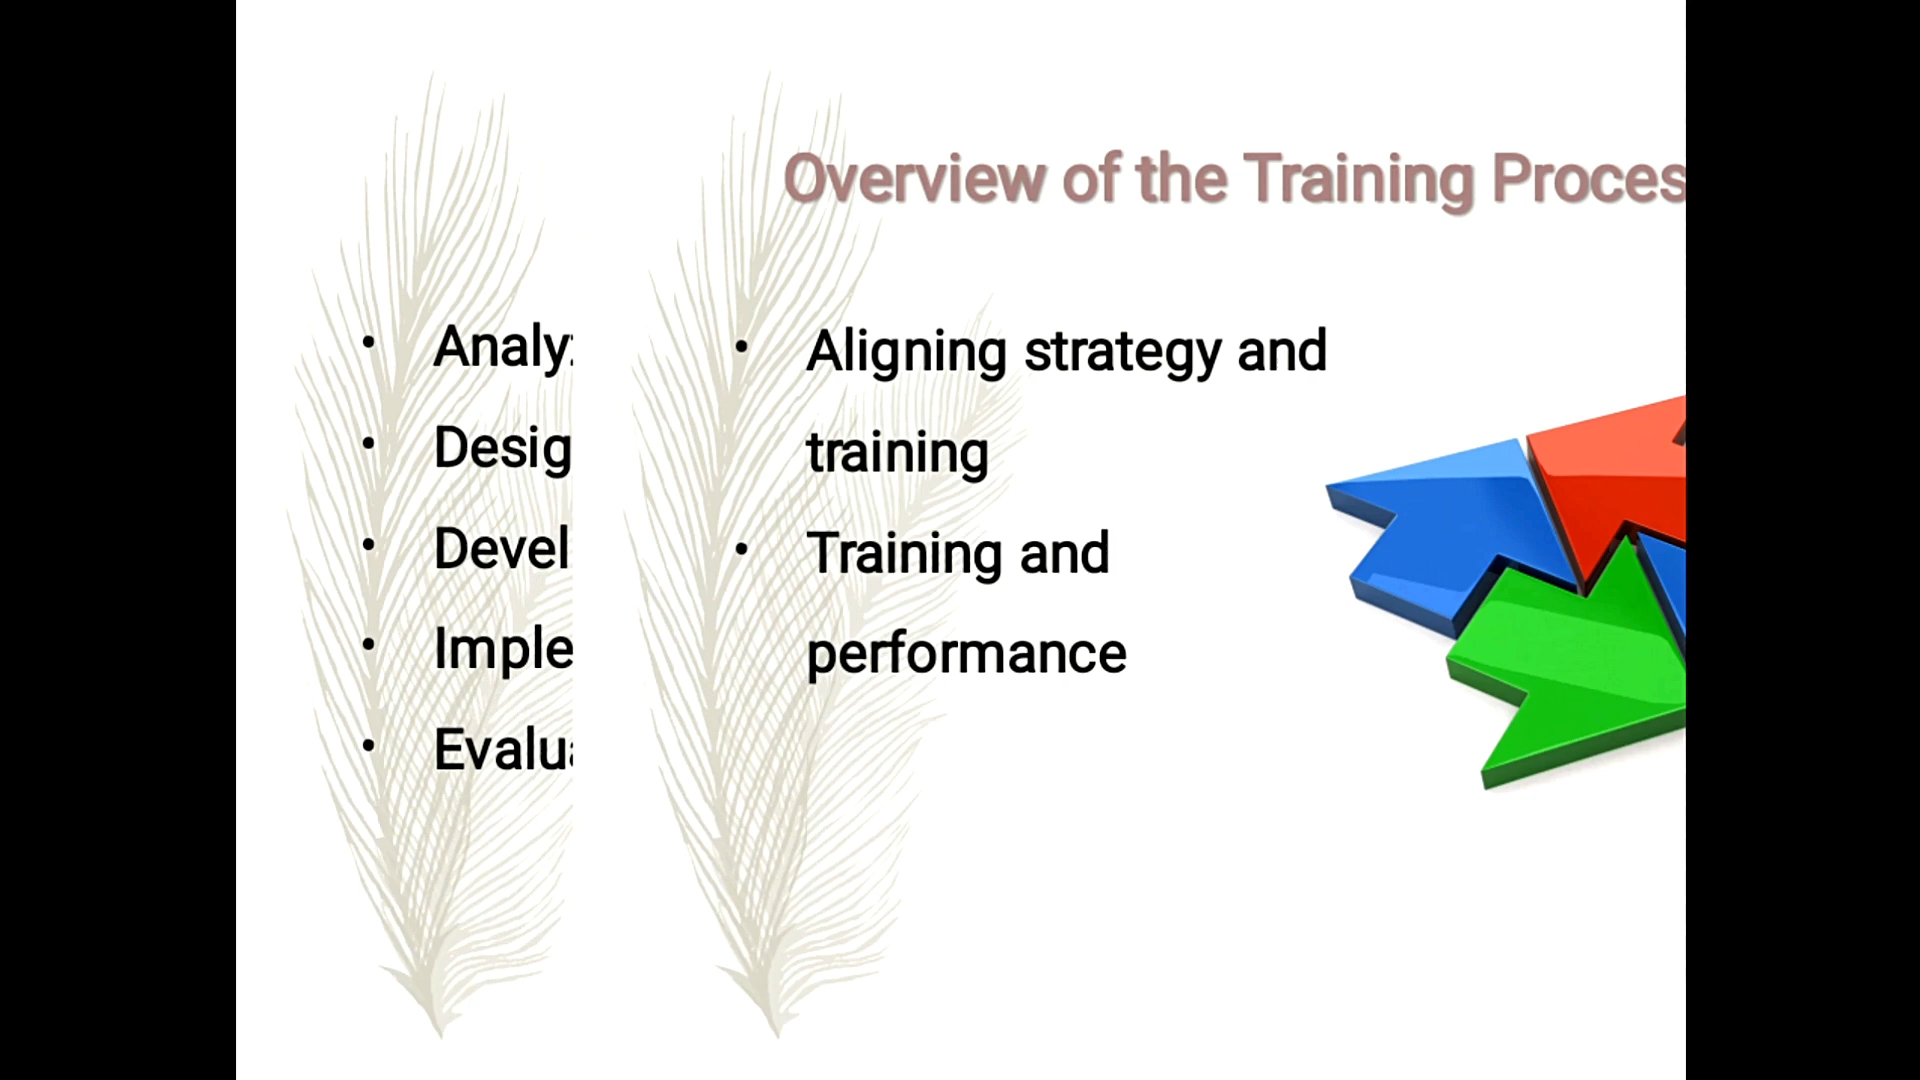 Overview of the Training Proces
• Aligning strategy and
training
• Training and
performance
• Analy
• Desig
• Devel
• Imple
• Evalu